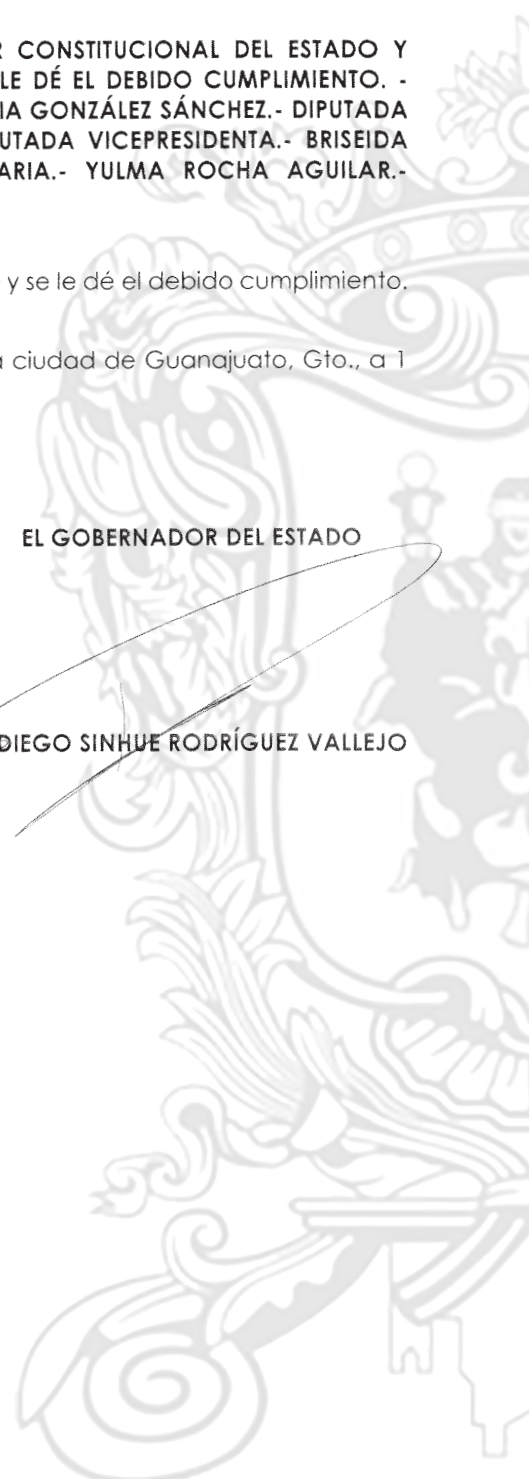 R CONSTITUCIONAL DEL ESTADO Y
LE DÉ EL DEBIDO CUMPLIMIENTO. -
IA GONZÁLEZ SÁNCHEZ.- DIPUTADA
UTADA VICEPRESIDENTA.- BRISEIDA
ARIA.- YULMA ROCHA AGUILAR.-
y se le dé el debido cumplimiento.
a ciudad de Guanajuato, Gto., a 1
EL GOBERNADOR DEL ESTADO
DIEGO SINHUE RODRÍGUEZ VALLEJO